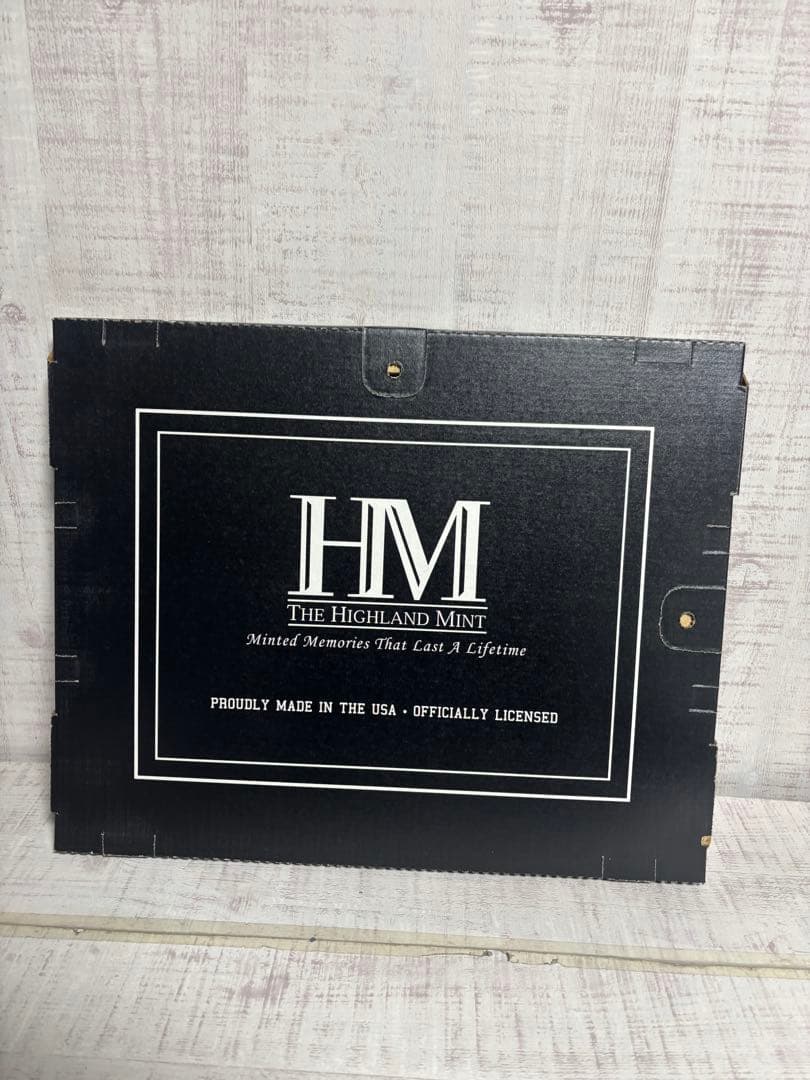 HM
THE HIGHLAND MINT
Minted Memories That Last A Lifetime
PROUDLY MADE IN THE USA • OFFICIALLY LICENSED